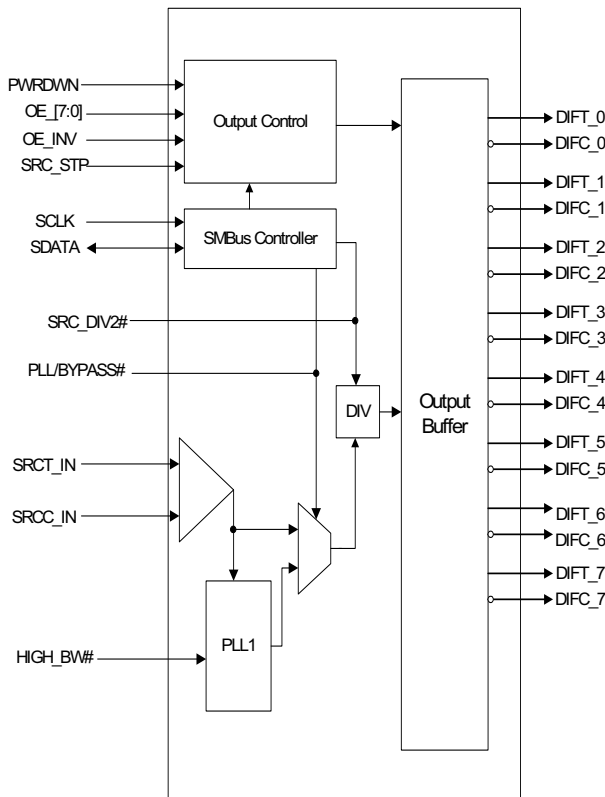 PWRDWN
OE_[7:0]
OE_INV
SRC_STP
Output Control
SCLK
SDATA
SMBus Controller
SRC_DIV2#
PLL/BYPASS#
DIV
Output
Buffer
SRCT_IN
SRCC_IN
PLL1
HIGH_BW#
DIFT_0
DIFC_0
DIFT_1
DIFC_1
DIFT_2
DIFC_2
DIFT_3
DIFC_3
DIFT_4
DIFC_4
DIFT_5
DIFC_5
DIFT_6
DIFC_6
DIFT_7
DIFC_7